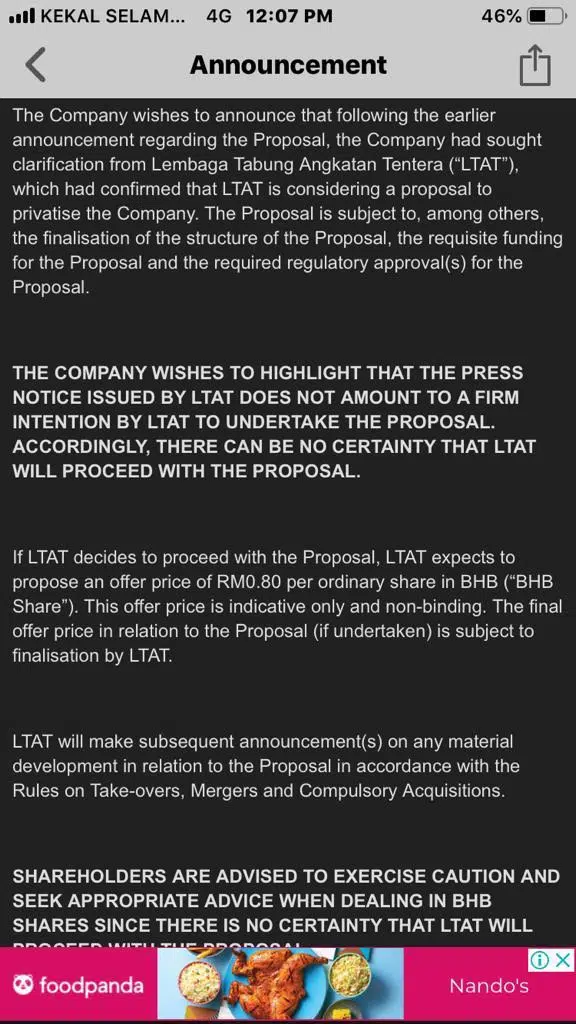 KEKAL SELAM... 4G 12:07 PM 46%
Announcement
The Company wishes to announce that following the earlier
announcement regarding the Proposal, the Company had sought
clarification from Lembaga Tabung Angkatan Tentera (“LTAT”),
which had confirmed that LTAT is considering a proposal to
privatise the Company. The Proposal is subject to, among others,
the finalisation of the structure of the Proposal, the requisite funding
for the Proposal and the required regulatory approval(s) for the
Proposal.
THE COMPANY WISHES TO HIGHLIGHT THAT THE PRESS
NOTICE ISSUED BY LTAT DOES NOT AMOUNT TO A FIRM
INTENTION BY LTAT TO UNDERTAKE THE PROPOSAL.
ACCORDINGLY, THERE CAN BE NO CERTAINTY THAT LTAT
WILL PROCEED WITH THE PROPOSAL.
If LTAT decides to proceed with the Proposal, LTAT expects to
propose an offer price of RM0.80 per ordinary share in BHB (“BHB
Share”). This offer price is indicative only and non-binding. The final
offer price in relation to the Proposal (if undertaken) is subject to
finalisation by LTAT.
LTAT will make subsequent announcement(s) on any material
development in relation to the Proposal in accordance with the
Rules on Take-overs, Mergers and Compulsory Acquisitions.
SHAREHOLDERS ARE ADVISED TO EXERCISE CAUTION AND
SEEK APPROPRIATE ADVICE WHEN DEALING IN BHB
SHARES SINCE THERE IS NO CERTAINTY THAT LTAT WILL
PROCEED WITH THE PROPOSAL
foodpanda
Nando's